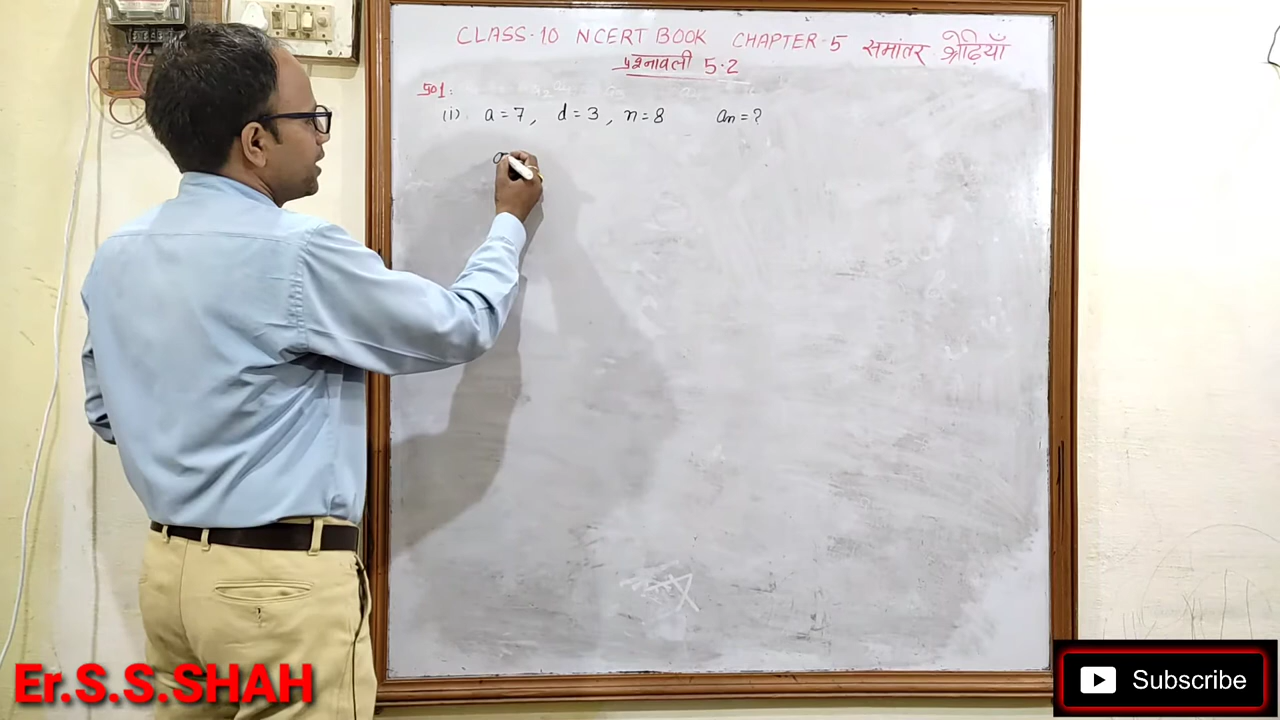 CLASS-10 NCERT BOOK CHAPTER-5 समांतर श्रेढ़ियाँ
प्रश्नावली 5.2
प्र01:
(i). a = 7, d = 3, n = 8 an = ?
a
Er.S.S.SHAH
Subscribe